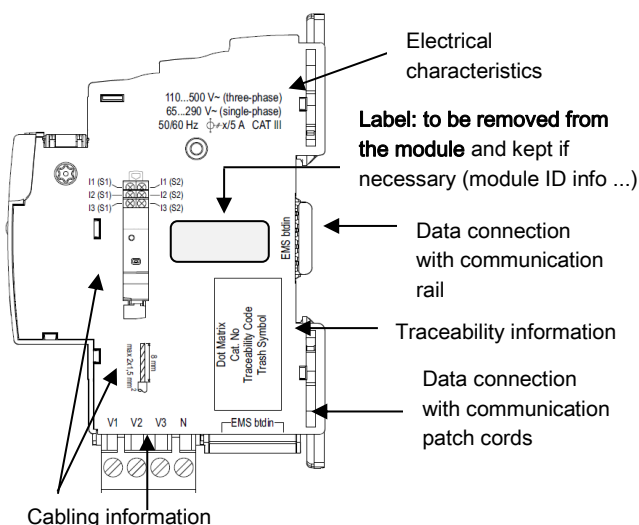 Electrical
characteristics
110...500 V~ (three-phase)
65...290 V~ (single-phase)
50/60 Hz x/5 A CAT III
Label: to be removed from
the module and kept if
necessary (module ID info ...)
I1 (S1) I1 (S2)
I2 (S1) I2 (S2)
I3 (S1) I3 (S2)
EMS btdin
Data connection
with communication
rail
Dot Matrix
Cat. No
Traceability Code
Trash Symbol
Traceability information
8 mm
max 2x1,5 mm²
Data connection
with communication
patch cords
V1 V2 V3 N
EMS btdin
Cabling information